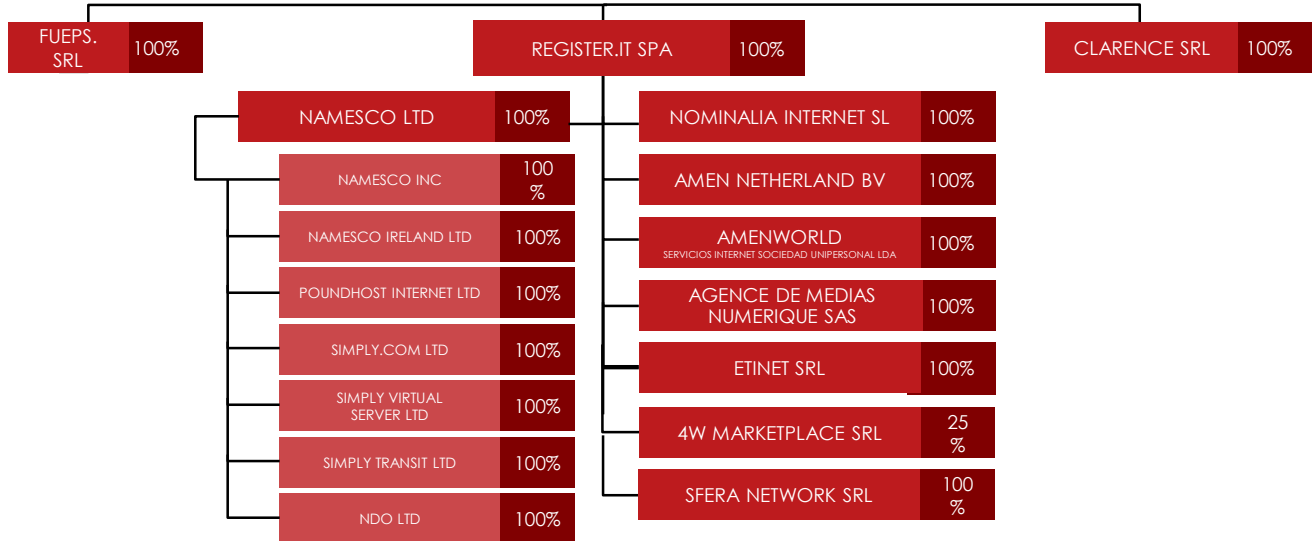 FUEPS.
SRL
100%
REGISTER.IT SPA
100%
CLARENCE SRL
100%
NAMESCO LTD
100%
NAMESCO INC
100
%
NAMESCO IRELAND LTD
100%
POUNDHOST INTERNET LTD
100%
SIMPLY.COM LTD
100%
SIMPLY VIRTUAL
SERVER LTD
100%
SIMPLY TRANSIT LTD
100%
NDO LTD
100%
NOMINALIA INTERNET SL
100%
AMEN NETHERLAND BV
100%
AMENWORLD
SERVICIOS INTERNET SOCIEDAD UNIPERSONAL LDA
100%
AGENCE DE MEDIAS
NUMERIQUE SAS
100%
ETINET SRL
100%
4W MARKETPLACE SRL
25
%
SFERA NETWORK SRL
100
%